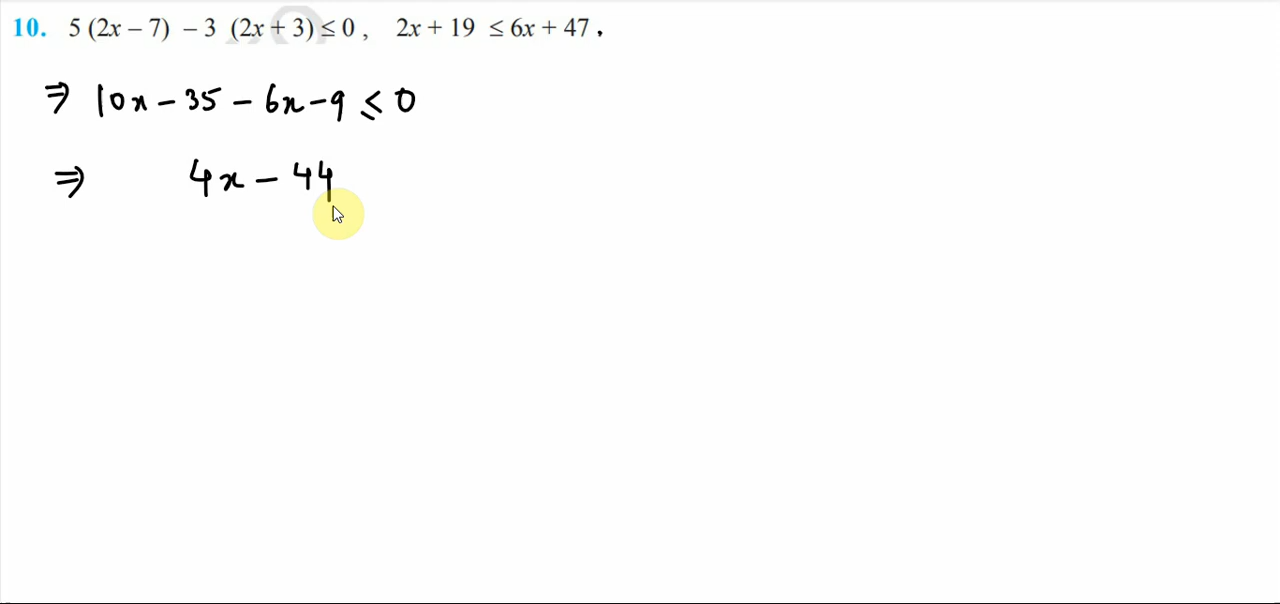 10. 5 (2x – 7) – 3 (2x + 3) ≤ 0 , 2x + 19 ≤ 6x + 47 .
⇒ 10x – 35 – 6x – 9 ≤ 0
⇒ 4x – 44